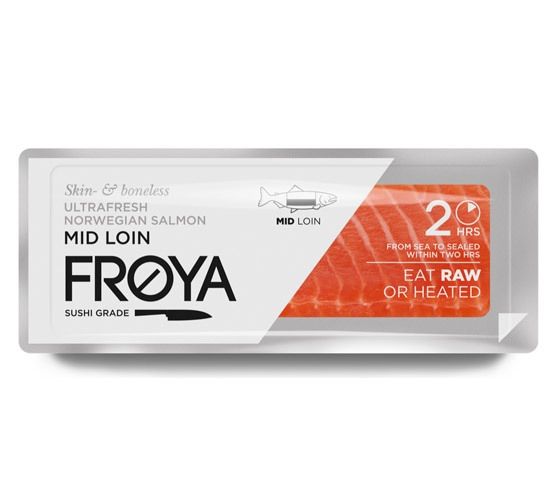 Skin- & boneless
ULTRAFRESH
NORWEGIAN SALMON
MID LOIN
FRØYA
SUSHI GRADE
MID LOIN
2 HRS
FROM SEA TO SEALED
WITHIN TWO HRS
EAT RAW
OR HEATED